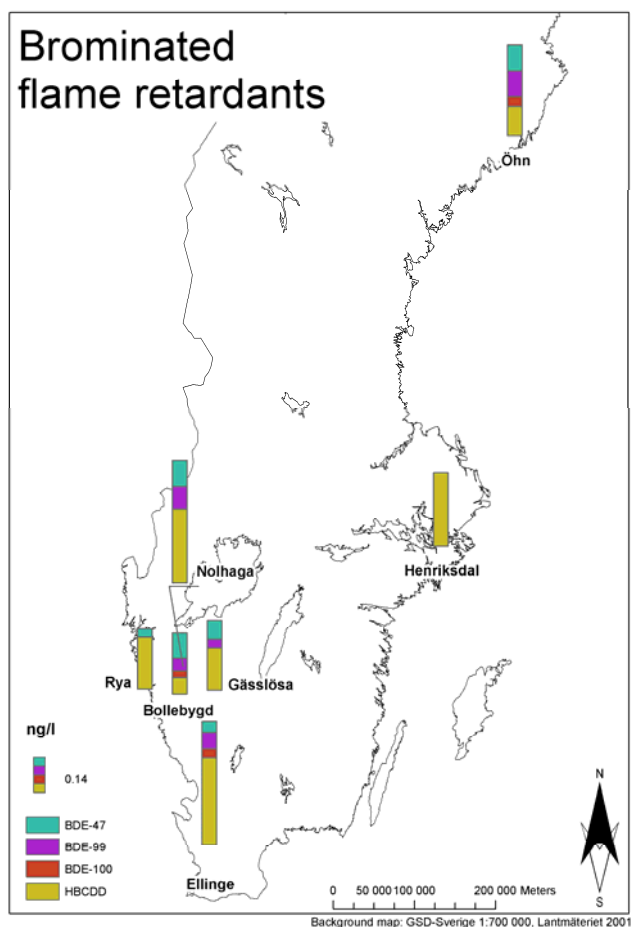 Brominated
flame retardants
Öhn
Nolhaga
Henriksdal
Rya
Gässlösa
Bollebygd
ng/l
0.14
BDE-47
BDE-99
BDE-100
HBCDD
Ellinge
N
S
0 50 000 100 000 200 000 Meters
Background map: GSD-Sverige 1:700 000, Lantmäteriet 2001